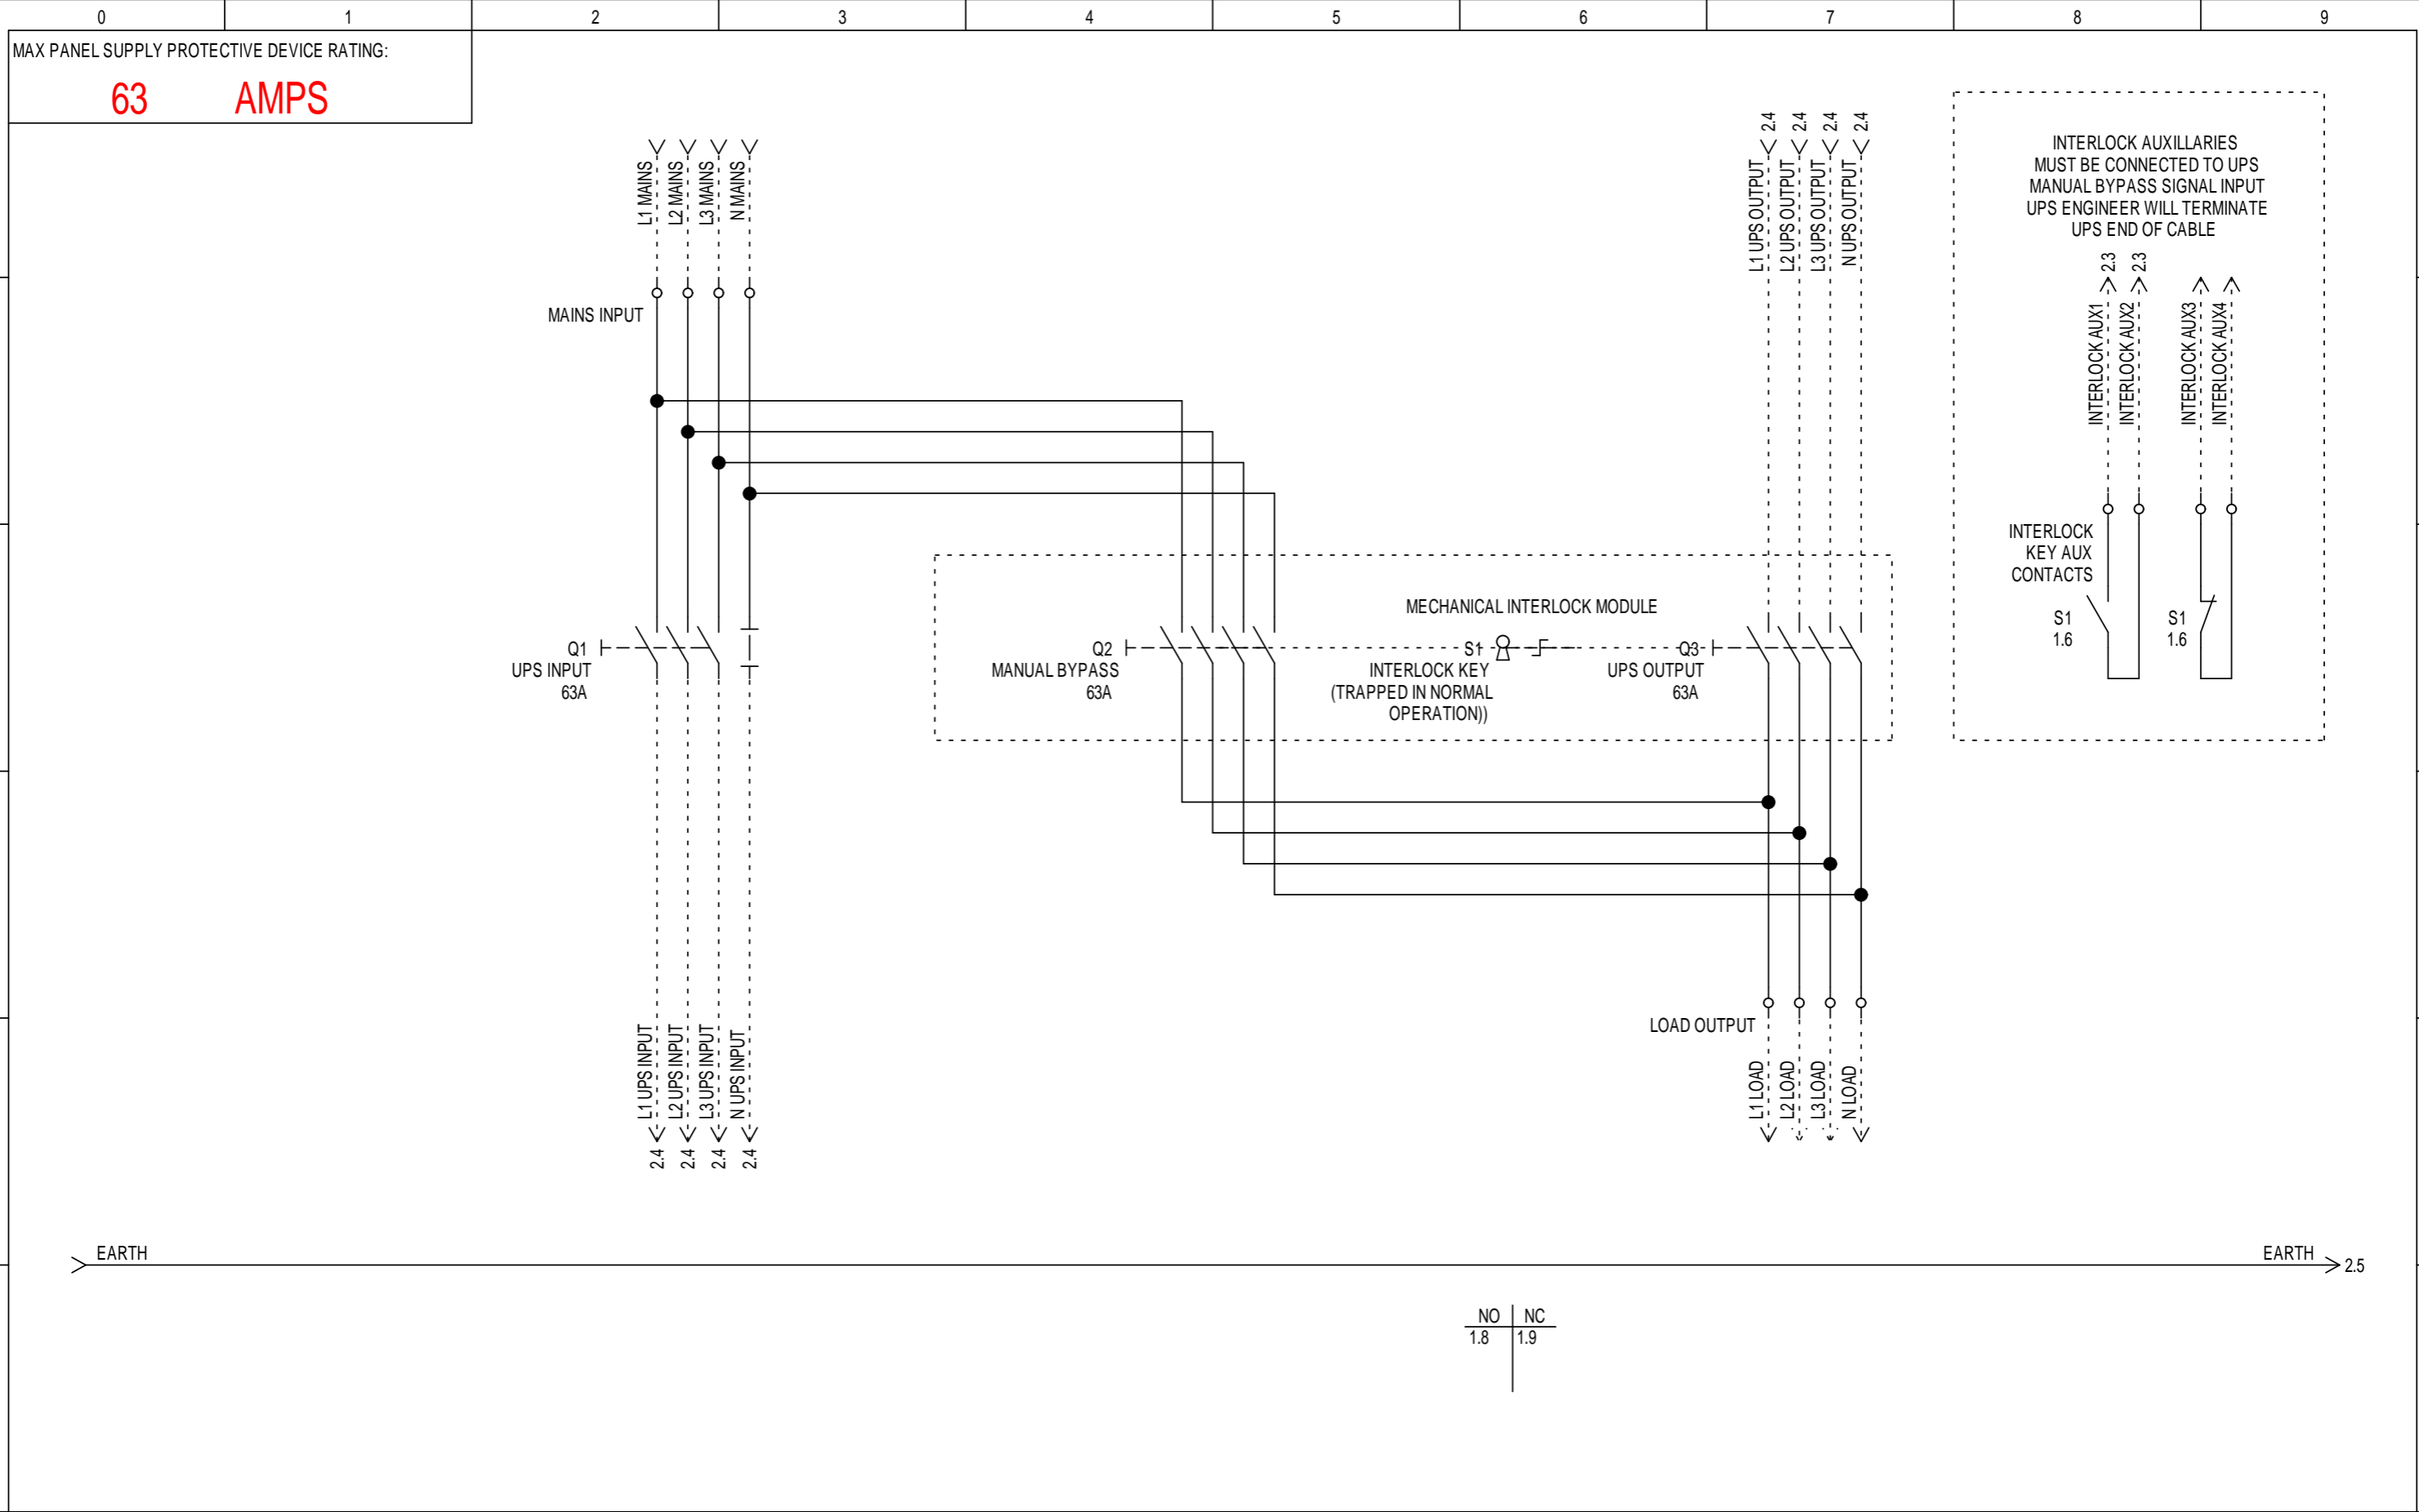 0 1 2 3 4 5 6 7 8 9
MAX PANEL SUPPLY PROTECTIVE DEVICE RATING:
63 AMPS
L1 MAINS
L2 MAINS
L3 MAINS
N MAINS
MAINS INPUT
2.4
2.4
2.4
2.4
L1 UPS OUTPUT
L2 UPS OUTPUT
L3 UPS OUTPUT
N UPS OUTPUT
INTERLOCK AUXILLARIES
MUST BE CONNECTED TO UPS
MANUAL BYPASS SIGNAL INPUT
UPS ENGINEER WILL TERMINATE
UPS END OF CABLE
2.3
2.3
INTERLOCK AUX1
INTERLOCK AUX2
INTERLOCK AUX3
INTERLOCK AUX4
INTERLOCK
KEY AUX
CONTACTS
S1
1.6
S1
1.6
Q1
UPS INPUT
63A
Q2
MANUAL BYPASS
63A
MECHANICAL INTERLOCK MODULE
S1
INTERLOCK KEY
(TRAPPED IN NORMAL
OPERATION))
Q3
UPS OUTPUT
63A
L1 UPS INPUT
L2 UPS INPUT
L3 UPS INPUT
N UPS INPUT
2.4
2.4
2.4
2.4
LOAD OUTPUT
L1 LOAD
L2 LOAD
L3 LOAD
N LOAD
EARTH
EARTH
2.5
NO NC
1.8 1.9